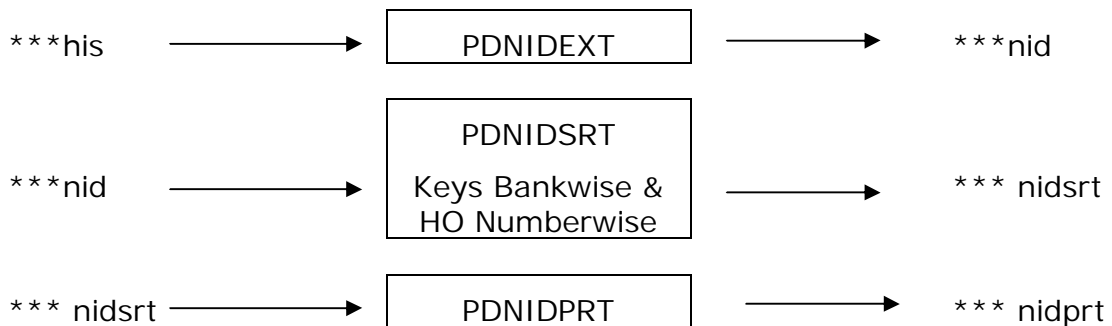 ***his PDNIDEXT ***nid
PDNIDSRT
***nid Keys Bankwise & *** nidsrt
HO Numberwise
*** nidsrt PDNIDPRT *** nidprt